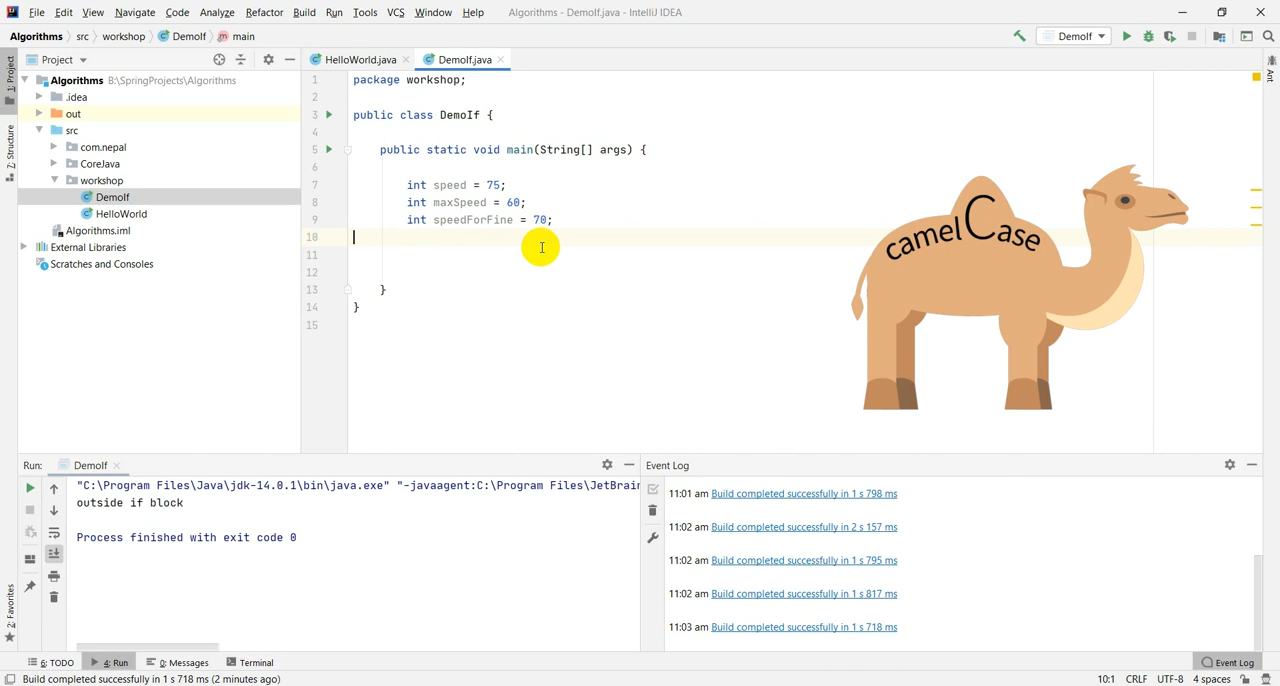 File Edit View Navigate Code Analyze Refactor Build Run Tools VCS Window Help Algorithms - DemoIf.java - IntelliJ IDEA
Algorithms src workshop DemoIf main DemoIf
Project HelloWorld.java DemoIf.java
1: Project
Z: Structure
2: Favorites
Ant
Algorithms B:\SpringProjects\Algorithms
.idea
out
src
com.nepal
CoreJava
workshop
DemoIf
HelloWorld
Algorithms.iml
External Libraries
Scratches and Consoles
1 package workshop;
2
3 public class DemoIf {
4
5 public static void main(String[] args) {
6
7 int speed = 75;
8 int maxSpeed = 60;
9 int speedForFine = 70;
10
11
12
13 }
14 }
15
camelCase
Run: DemoIf
"C:\Program Files\Java\jdk-14.0.1\bin\java.exe" "-javaagent:C:\Program Files\JetBrain
outside if block
Process finished with exit code 0
Event Log
11:01 am Build completed successfully in 1 s 798 ms
11:02 am Build completed successfully in 2 s 157 ms
11:02 am Build completed successfully in 1 s 795 ms
11:02 am Build completed successfully in 1 s 817 ms
11:03 am Build completed successfully in 1 s 718 ms
6: TODO 4: Run 0: Messages Terminal Event Log
Build completed successfully in 1 s 718 ms (2 minutes ago) 10:1 CRLF UTF-8 4 spaces